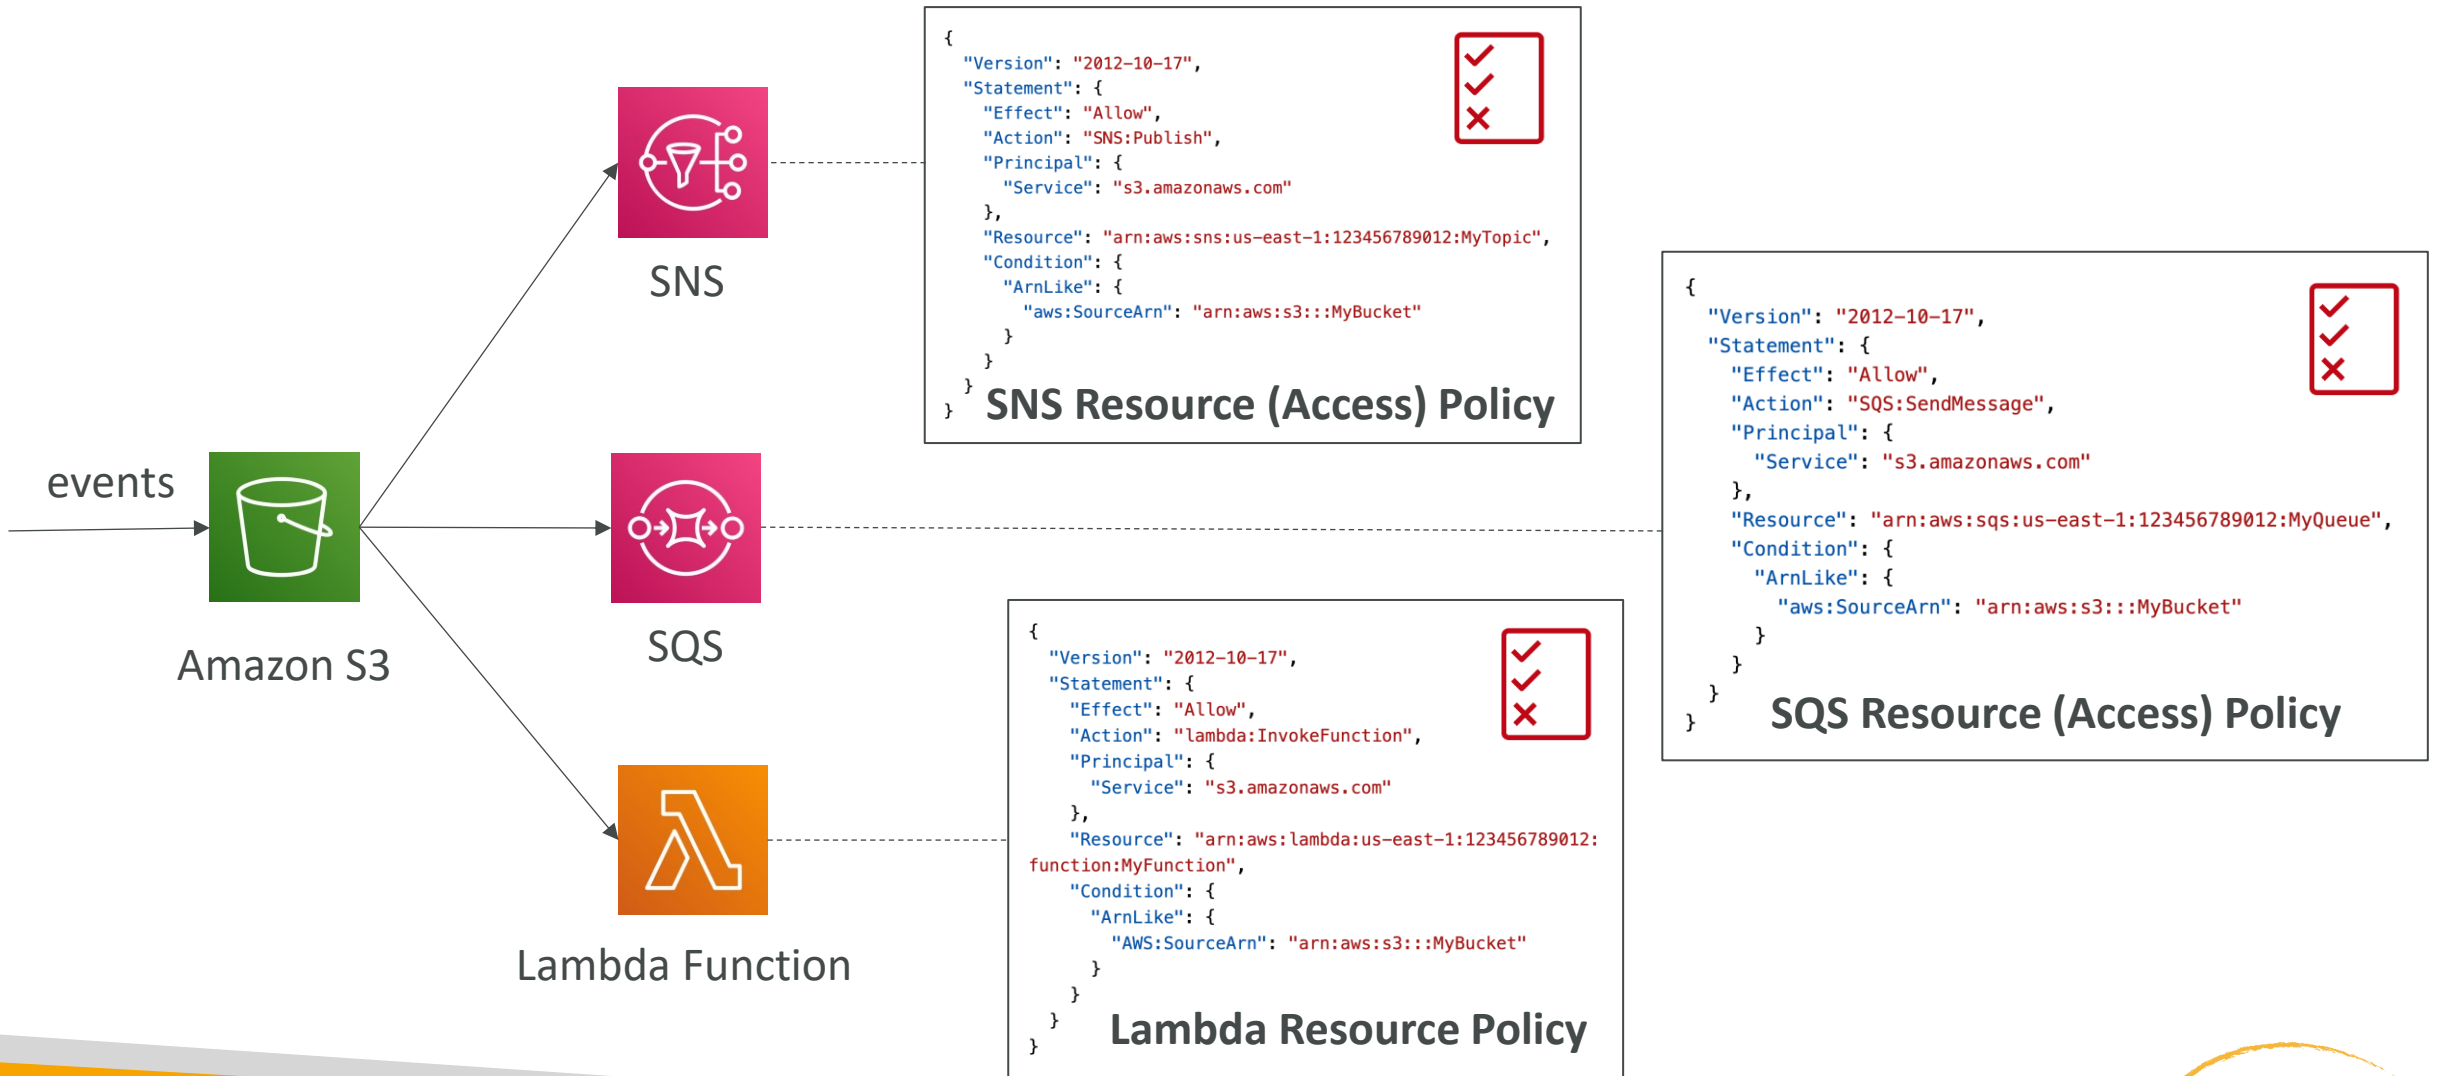 events
Amazon S3
SNS
SQS
Lambda Function
{
  "Version": "2012-10-17",
  "Statement": {
    "Effect": "Allow",
    "Action": "SNS:Publish",
    "Principal": {
      "Service": "s3.amazonaws.com"
    },
    "Resource": "arn:aws:sns:us-east-1:123456789012:MyTopic",
    "Condition": {
      "ArnLike": {
        "aws:SourceArn": "arn:aws:s3:::MyBucket"
      }
    }
  }
}
SNS Resource (Access) Policy
{
  "Version": "2012-10-17",
  "Statement": {
    "Effect": "Allow",
    "Action": "SQS:SendMessage",
    "Principal": {
      "Service": "s3.amazonaws.com"
    },
    "Resource": "arn:aws:sqs:us-east-1:123456789012:MyQueue",
    "Condition": {
      "ArnLike": {
        "aws:SourceArn": "arn:aws:s3:::MyBucket"
      }
    }
  }
}
SQS Resource (Access) Policy
{
  "Version": "2012-10-17",
  "Statement": {
    "Effect": "Allow",
    "Action": "lambda:InvokeFunction",
    "Principal": {
      "Service": "s3.amazonaws.com"
    },
    "Resource": "arn:aws:lambda:us-east-1:123456789012:
function:MyFunction",
    "Condition": {
      "ArnLike": {
        "AWS:SourceArn": "arn:aws:s3:::MyBucket"
      }
    }
  }
}
Lambda Resource Policy